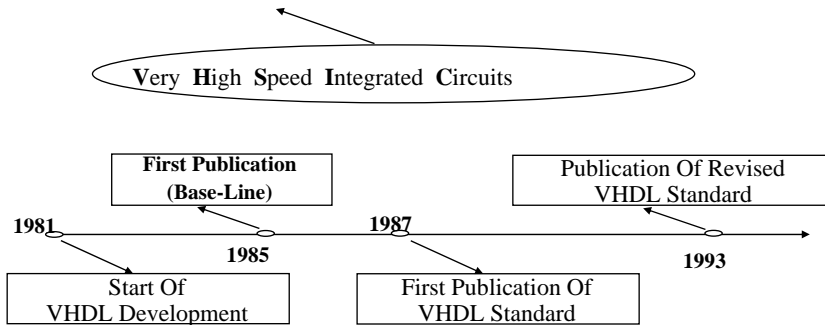 Very High Speed Integrated Circuits
First Publication
(Base-Line)
Publication Of Revised
VHDL Standard
1981
1987
1985
1993
Start Of
VHDL Development
First Publication Of
VHDL Standard